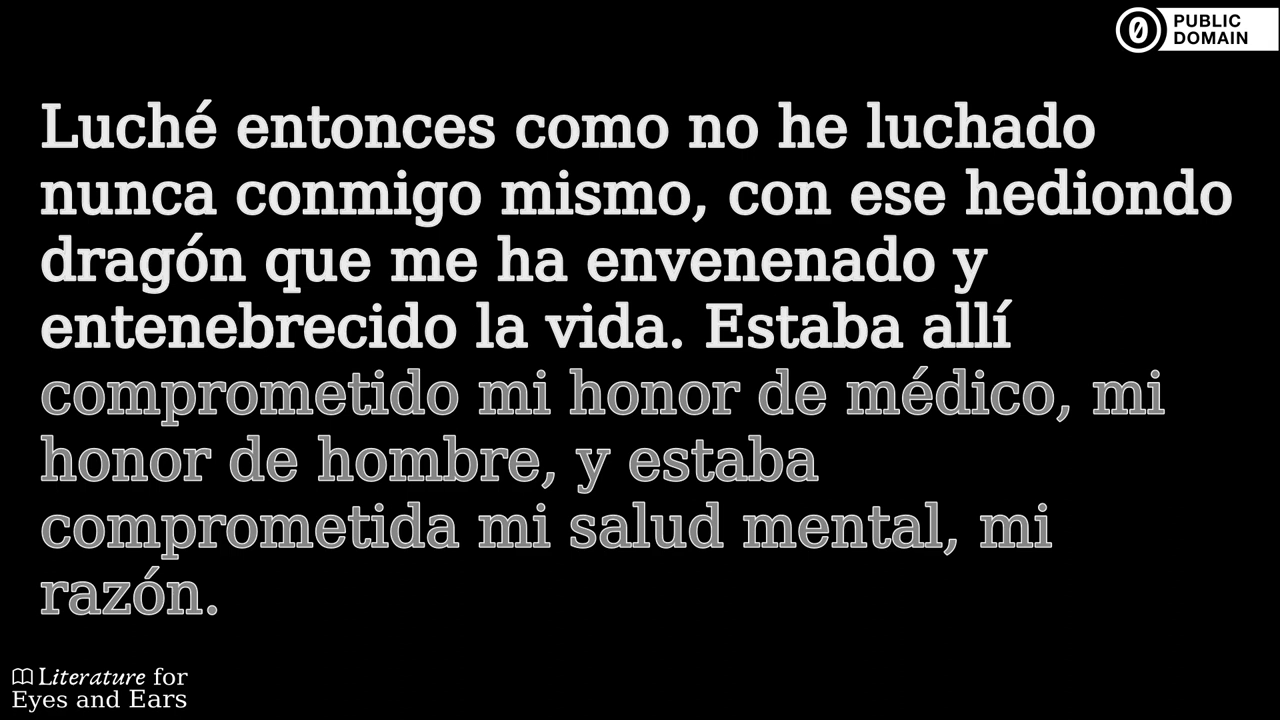 PUBLIC
DOMAIN
Luché entonces como no he luchado
nunca conmigo mismo, con ese hediondo
dragón que me ha envenenado y
entenebrecido la vida. Estaba allí
comprometido mi honor de médico, mi
honor de hombre, y estaba
comprometida mi salud mental, mi
razón.
Literature for
Eyes and Ears